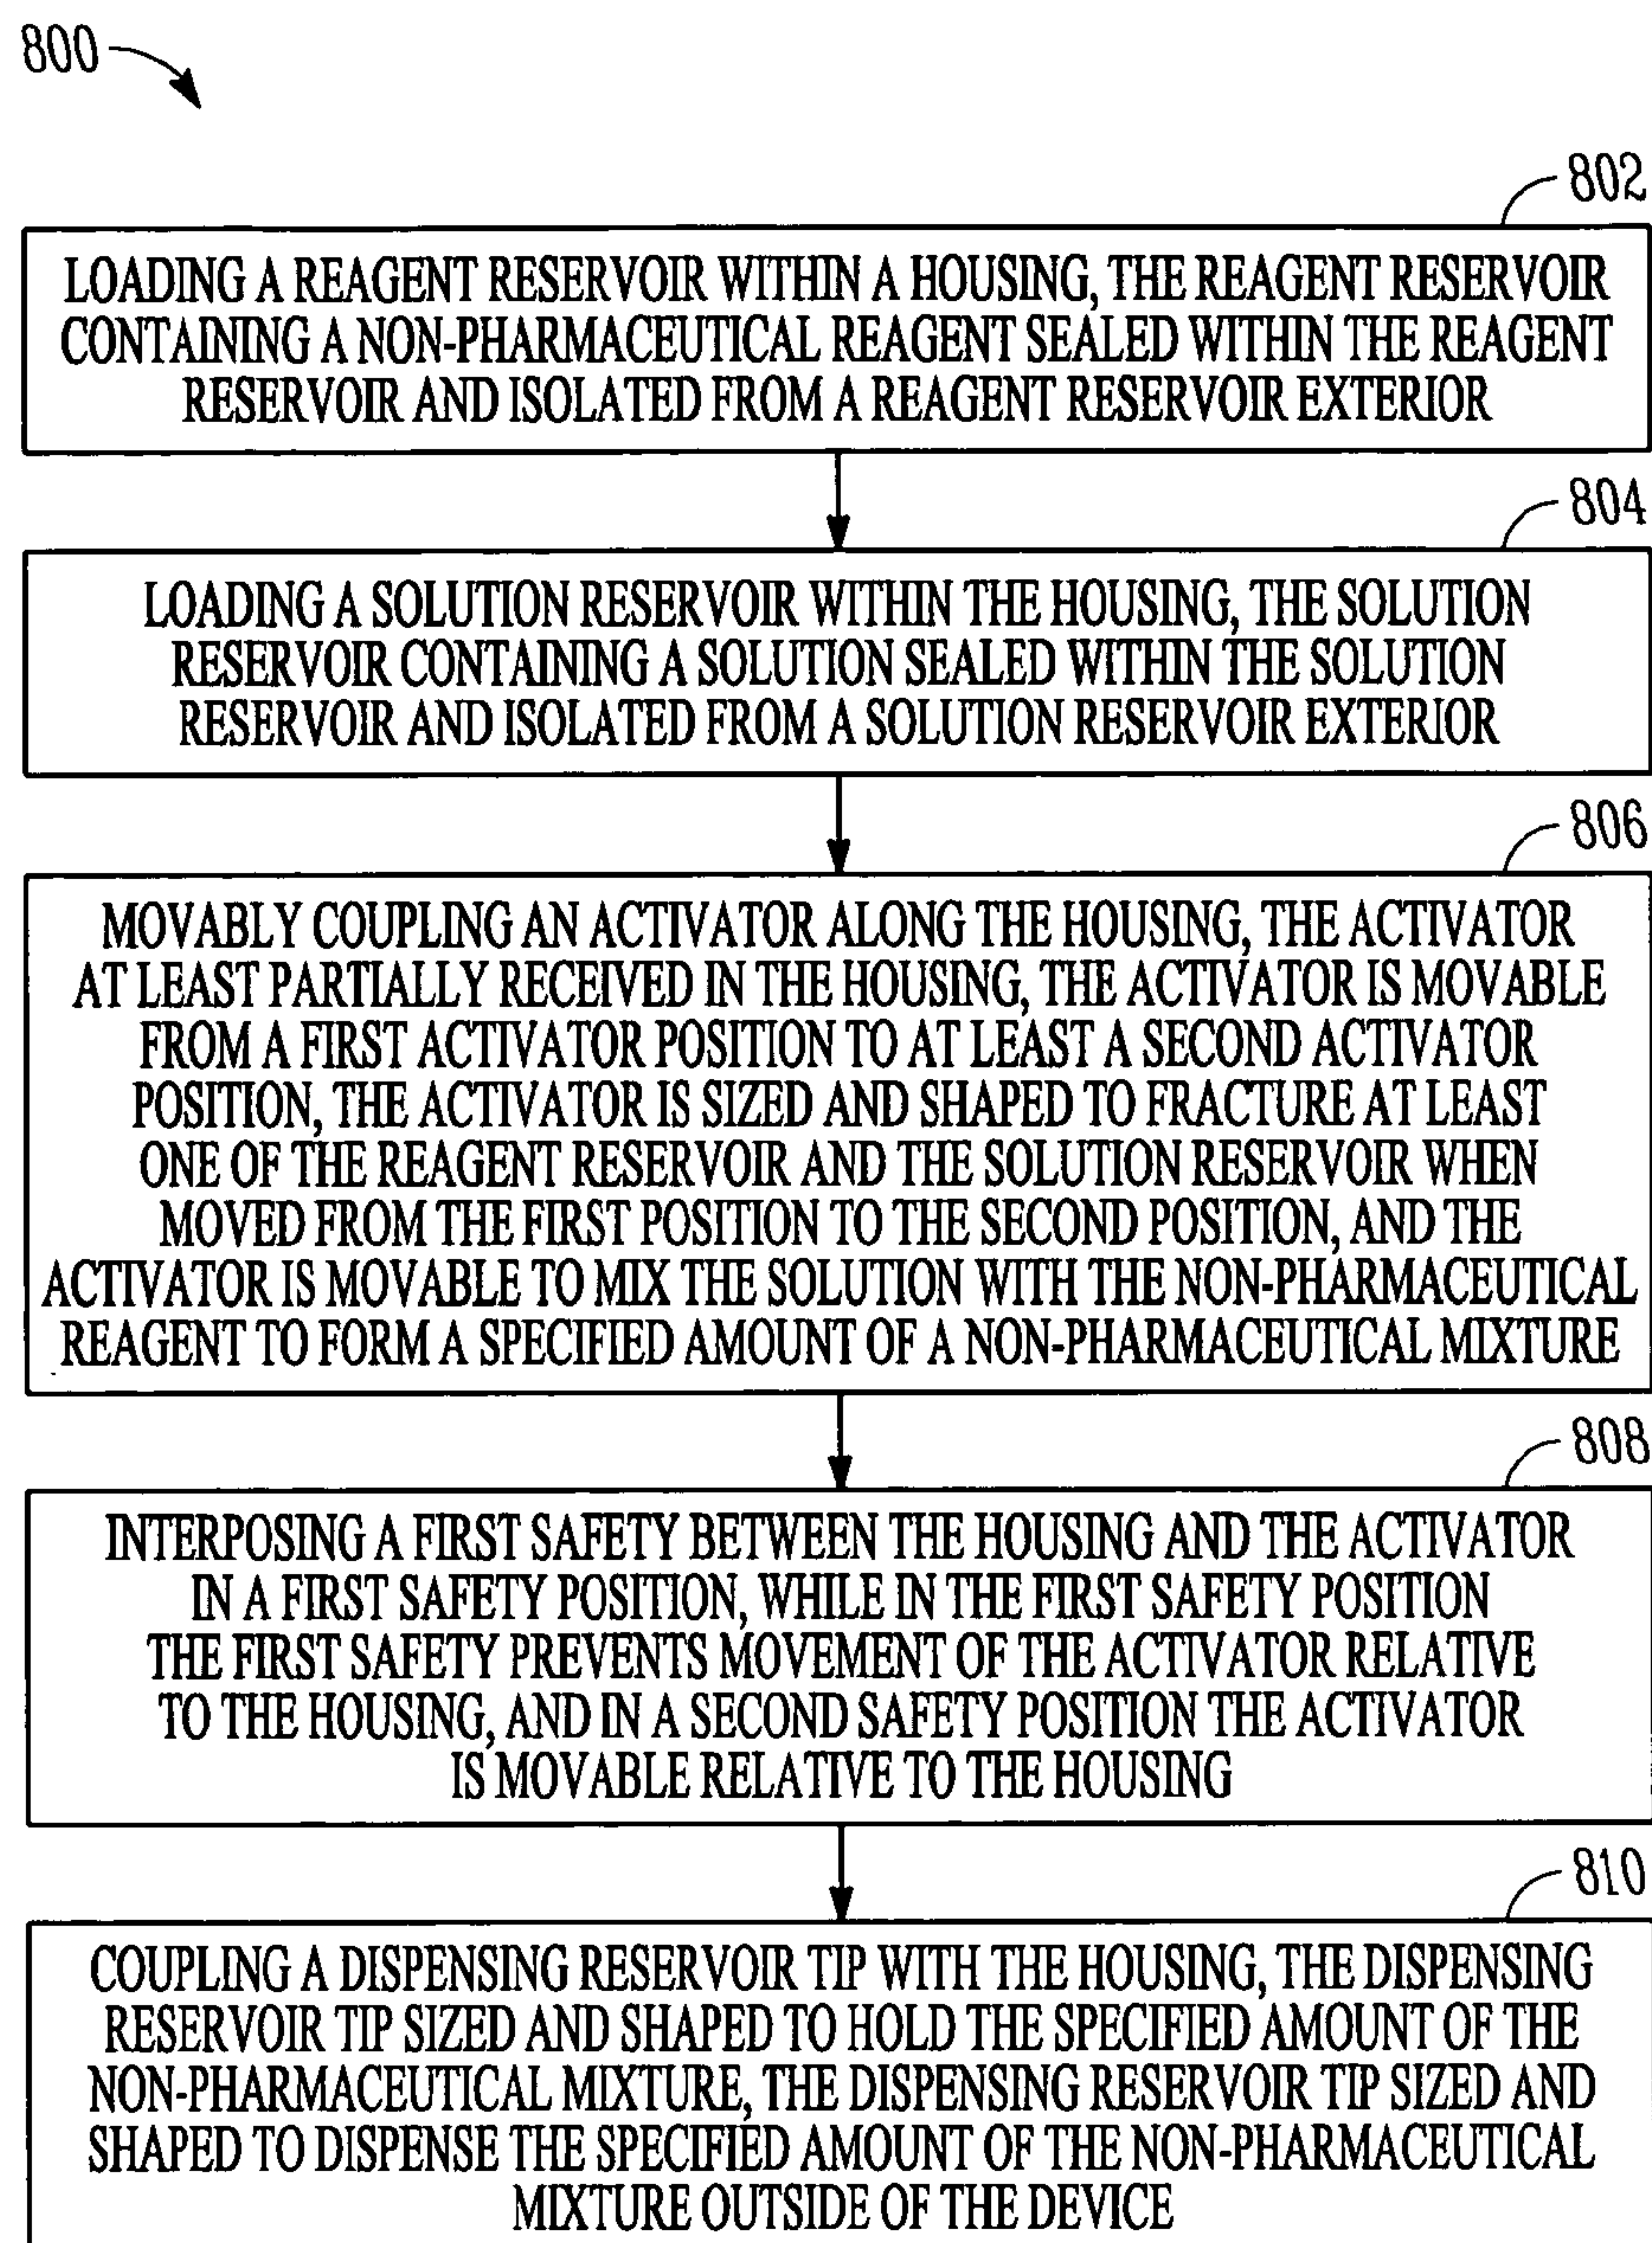 800
802
LOADING A REAGENT RESERVOIR WITHIN A HOUSING, THE REAGENT RESERVOIR
CONTAINING A NON-PHARMACEUTICAL REAGENT SEALED WITHIN THE REAGENT
RESERVOIR AND ISOLATED FROM A REAGENT RESERVOIR EXTERIOR
804
LOADING A SOLUTION RESERVOIR WITHIN THE HOUSING, THE SOLUTION
RESERVOIR CONTAINING A SOLUTION SEALED WITHIN THE SOLUTION
RESERVOIR AND ISOLATED FROM A SOLUTION RESERVOIR EXTERIOR
806
MOVABLY COUPLING AN ACTIVATOR ALONG THE HOUSING, THE ACTIVATOR
AT LEAST PARTIALLY RECEIVED IN THE HOUSING, THE ACTIVATOR IS MOVABLE
FROM A FIRST ACTIVATOR POSITION TO AT LEAST A SECOND ACTIVATOR
POSITION, THE ACTIVATOR IS SIZED AND SHAPED TO FRACTURE AT LEAST
ONE OF THE REAGENT RESERVOIR AND THE SOLUTION RESERVOIR WHEN
MOVED FROM THE FIRST POSITION TO THE SECOND POSITION, AND THE
ACTIVATOR IS MOVABLE TO MIX THE SOLUTION WITH THE NON-PHARMACEUTICAL
REAGENT TO FORM A SPECIFIED AMOUNT OF A NON-PHARMACEUTICAL MIXTURE
808
INTERPOSING A FIRST SAFETY BETWEEN THE HOUSING AND THE ACTIVATOR
IN A FIRST SAFETY POSITION, WHILE IN THE FIRST SAFETY POSITION
THE FIRST SAFETY PREVENTS MOVEMENT OF THE ACTIVATOR RELATIVE
TO THE HOUSING, AND IN A SECOND SAFETY POSITION THE ACTIVATOR
IS MOVABLE RELATIVE TO THE HOUSING
810
COUPLING A DISPENSING RESERVOIR TIP WITH THE HOUSING, THE DISPENSING
RESERVOIR TIP SIZED AND SHAPED TO HOLD THE SPECIFIED AMOUNT OF THE
NON-PHARMACEUTICAL MIXTURE, THE DISPENSING RESERVOIR TIP SIZED AND
SHAPED TO DISPENSE THE SPECIFIED AMOUNT OF THE NON-PHARMACEUTICAL
MIXTURE OUTSIDE OF THE DEVICE